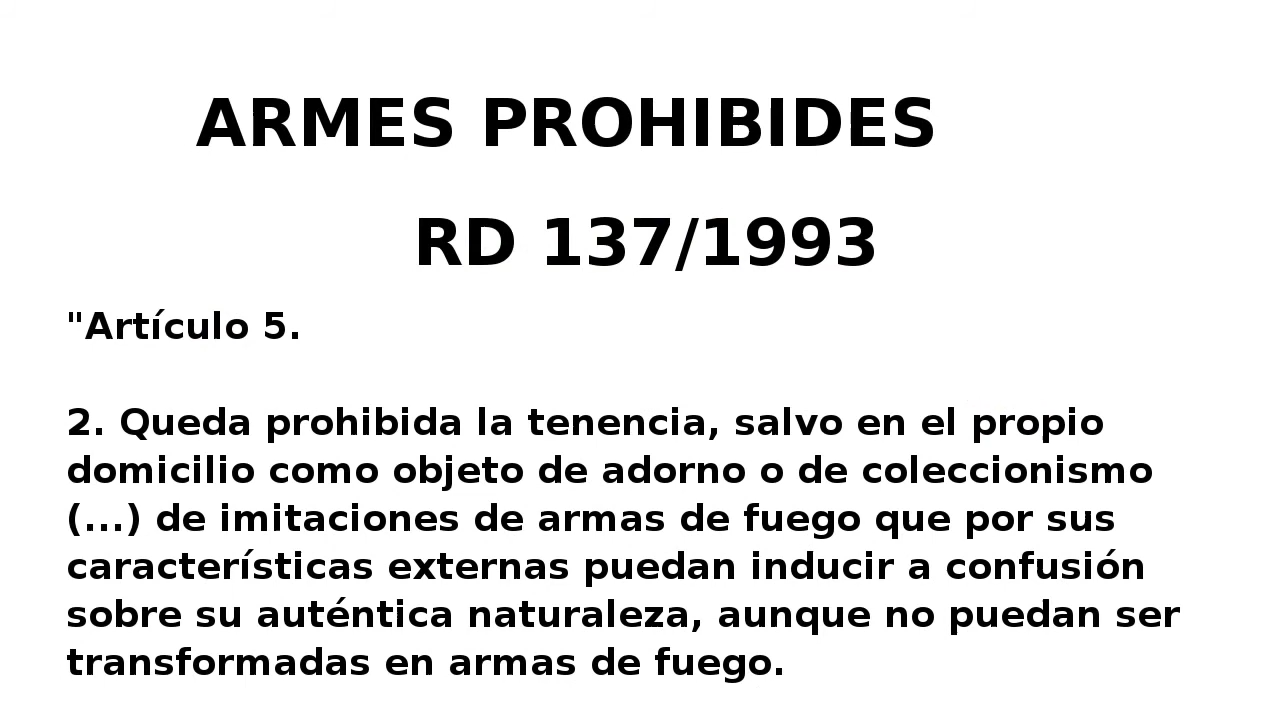 ARMES PROHIBIDES
RD 137/1993
"Artículo 5.
2. Queda prohibida la tenencia, salvo en el propio
domicilio como objeto de adorno o de coleccionismo
(...) de imitaciones de armas de fuego que por sus
características externas puedan inducir a confusión
sobre su auténtica naturaleza, aunque no puedan ser
transformadas en armas de fuego.